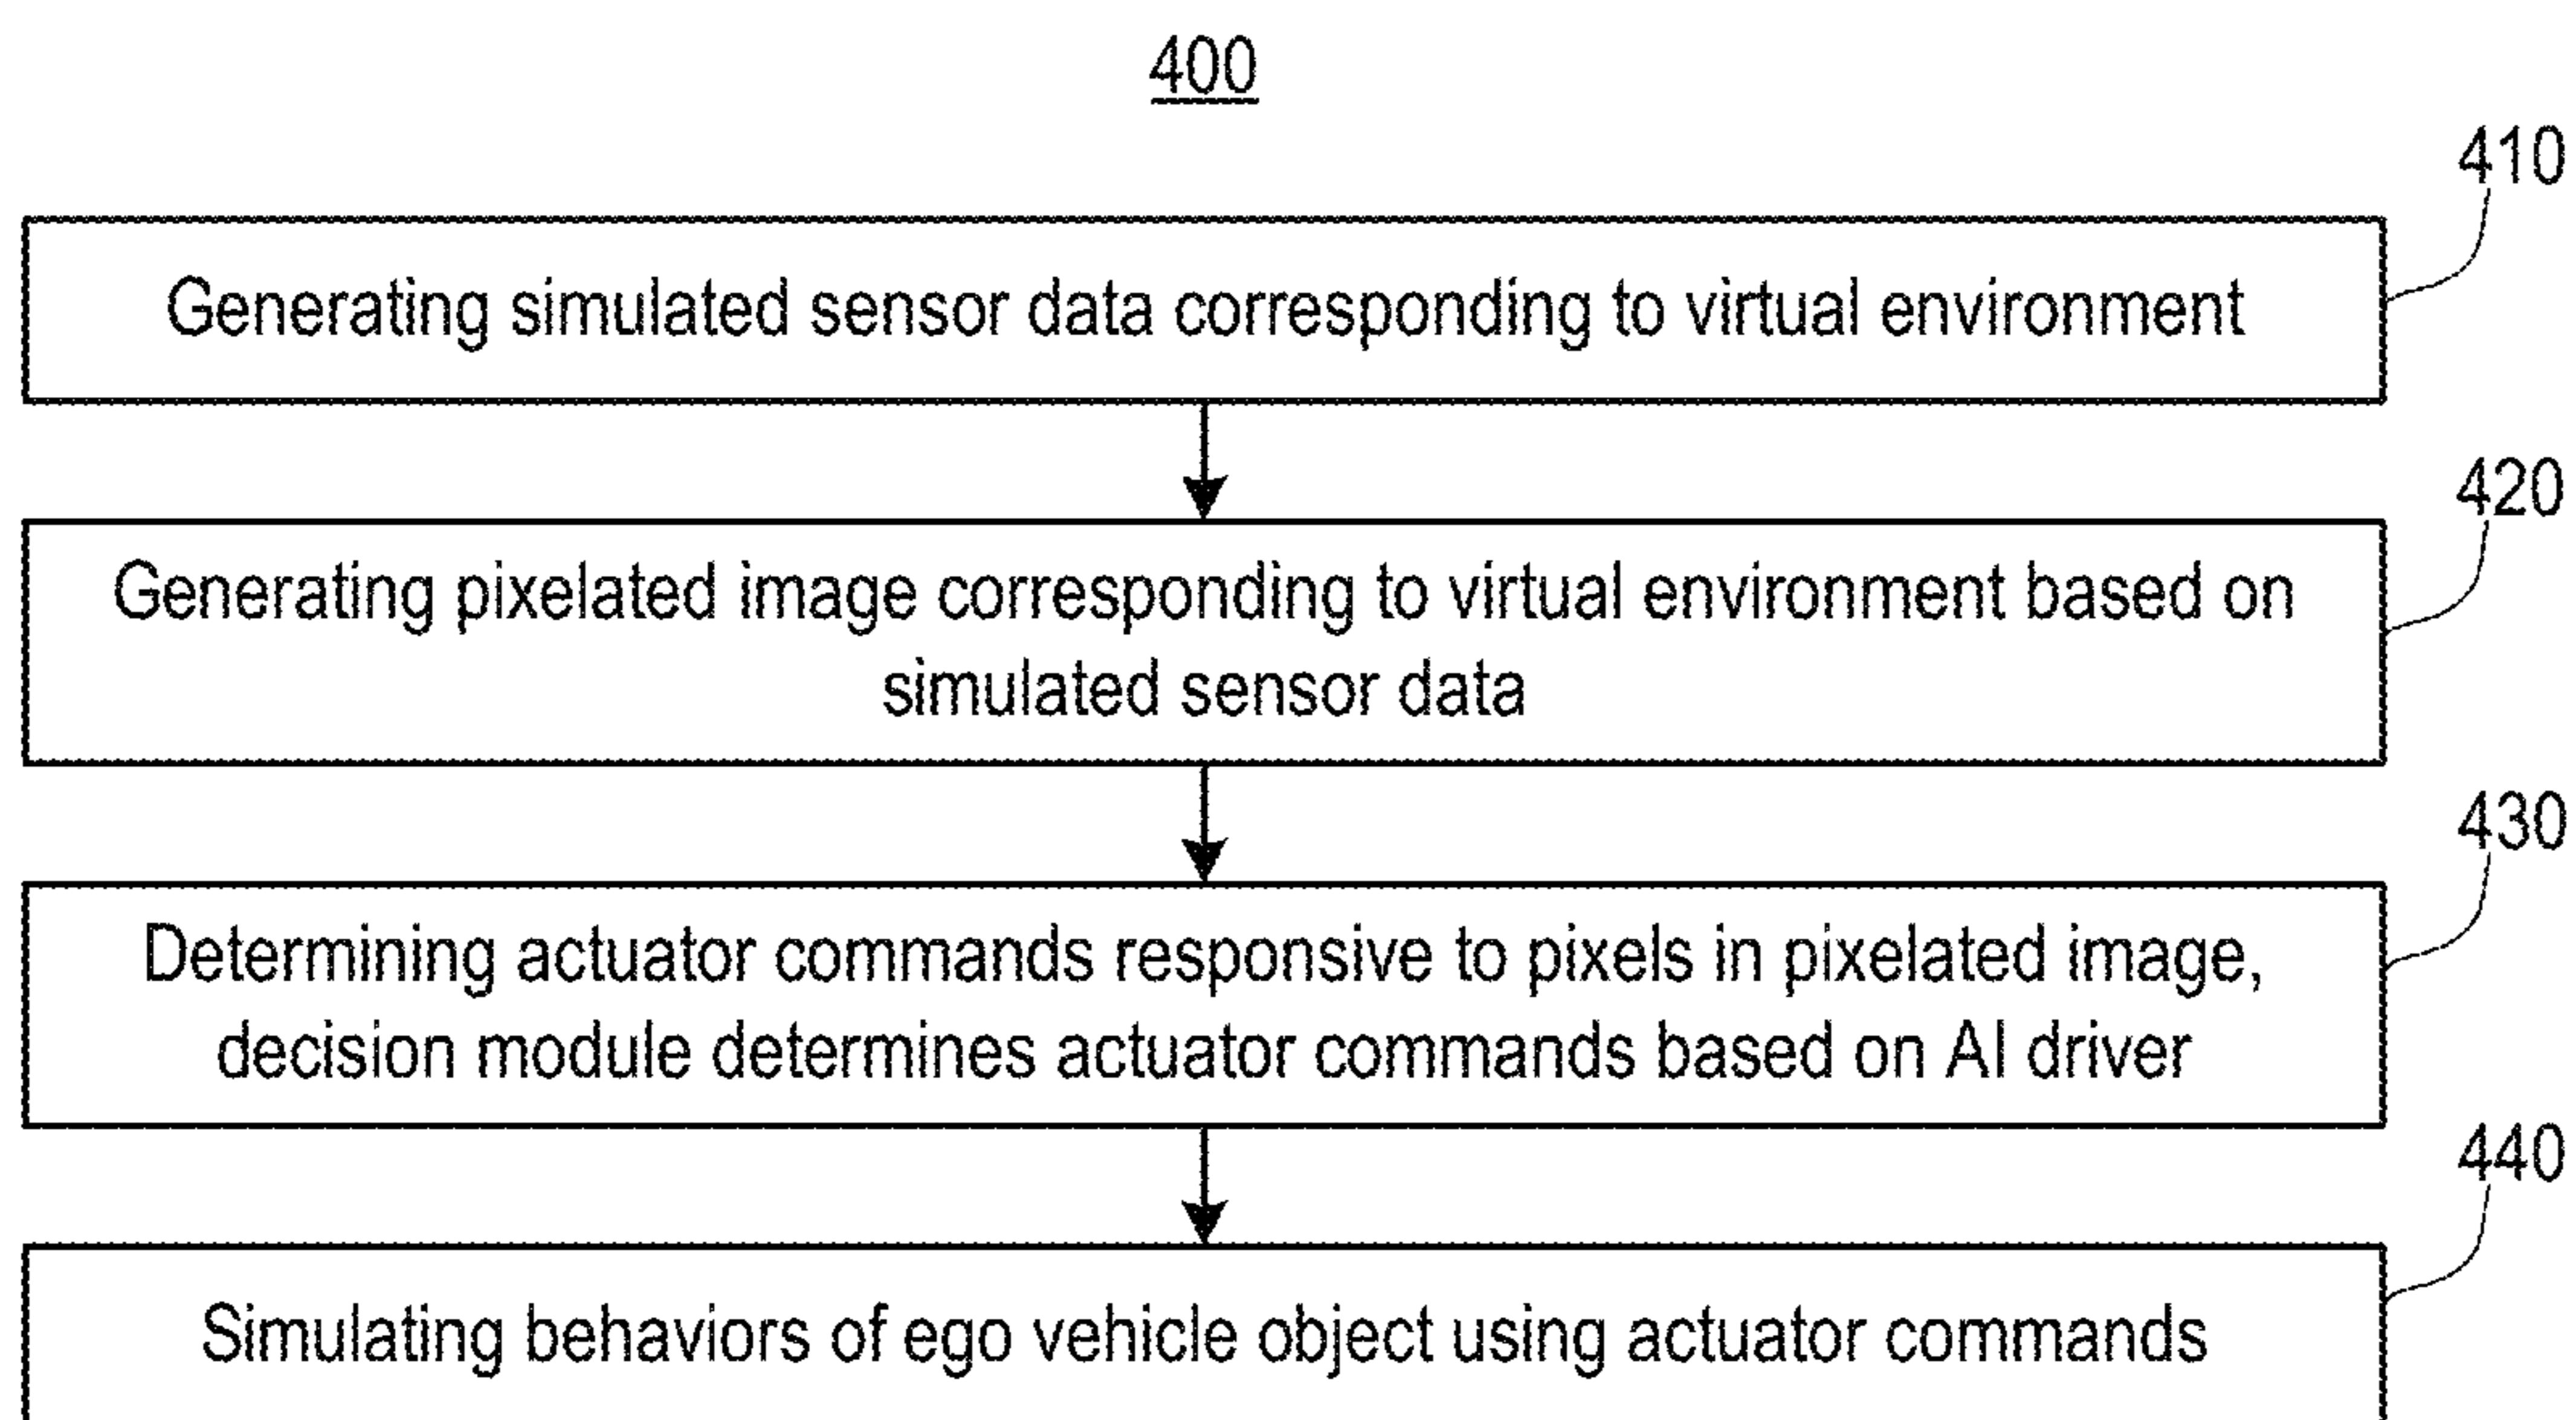 400
410
Generating simulated sensor data corresponding to virtual environment
420
Generating pixelated image corresponding to virtual environment based on
simulated sensor data
430
Determining actuator commands responsive to pixels in pixelated image,
decision module determines actuator commands based on AI driver
440
Simulating behaviors of ego vehicle object using actuator commands